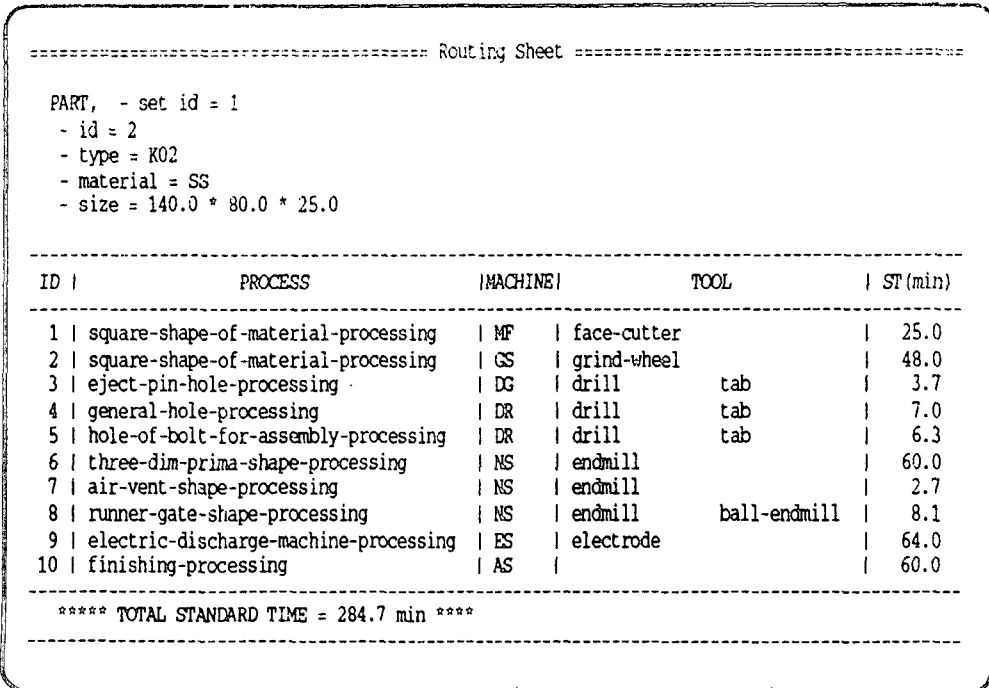 ======================================== Routing Sheet =======================================
PART, - set id = 1
- id = 2
- type = K02
- material = SS
- size = 140.0 * 80.0 * 25.0
ID | PROCESS |MACHINE| TOOL | ST(min)
1 | square-shape-of-material-processing | MF | face-cutter | 25.0
2 | square-shape-of-material-processing | GS | grind-wheel | 48.0
3 | eject-pin-hole-processing | DG | drill tab | 3.7
4 | general-hole-processing | DR | drill tab | 7.0
5 | hole-of-bolt-for-assembly-processing | DR | drill tab | 6.3
6 | three-dim-prima-shape-processing | NS | endmill | 60.0
7 | air-vent-shape-processing | NS | endmill | 2.7
8 | runner-gate-shape-processing | NS | endmill ball-endmill | 8.1
9 | electric-discharge-machine-processing | ES | electrode | 64.0
10 | finishing-processing | AS | | 60.0
***** TOTAL STANDARD TIME = 284.7 min ****